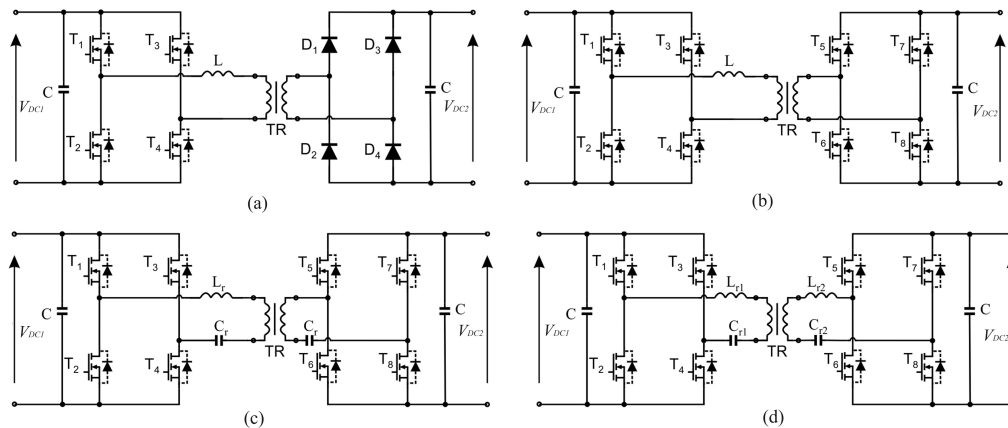 T1 T3 D1 D3
L
C C
VDC1 VDC2
TR
T2 T4 D2 D4
(a)
T1 T3 T5 T7
L
C C
VDC1 VDC2
TR
T2 T4 T6 T8
(b)
T1 T3 T5 T7
Lr
C C
VDC1 Cr Cr VDC2
TR
T2 T4 T6 T8
(c)
T1 T3 T5 T7
Lr1 Lr2
C C
VDC1 Cr1 Cr2 VDC2
TR
T2 T4 T6 T8
(d)